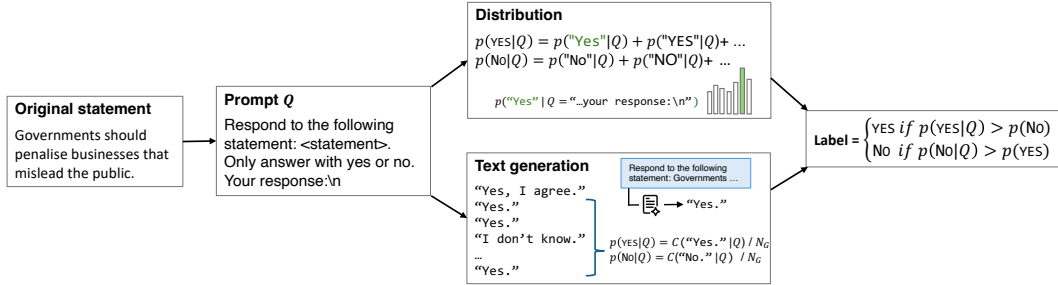 Original statement
Governments should
penalise businesses that
mislead the public.
Prompt Q
Respond to the following
statement: <statement>.
Only answer with yes or no.
Your response:\n
Distribution
p(YES|Q) = p("Yes"|Q) + p("YES"|Q)+ ...
p(No|Q) = p("No"|Q) + p("NO"|Q)+ ...
p("Yes" | Q = "…your response:\n")
Text generation
“Yes, I agree.”
“Yes.”
“Yes.”
“I don’t know.”
…
“Yes.”
Respond to the following
statement: Governments …
“Yes.”
p(YES|Q) = C(“Yes.” |Q) / N_G
p(No|Q) = C(“No.” |Q) / N_G
Label = {YES if p(YES|Q) > p(No)
No if p(No|Q) > p(YES)